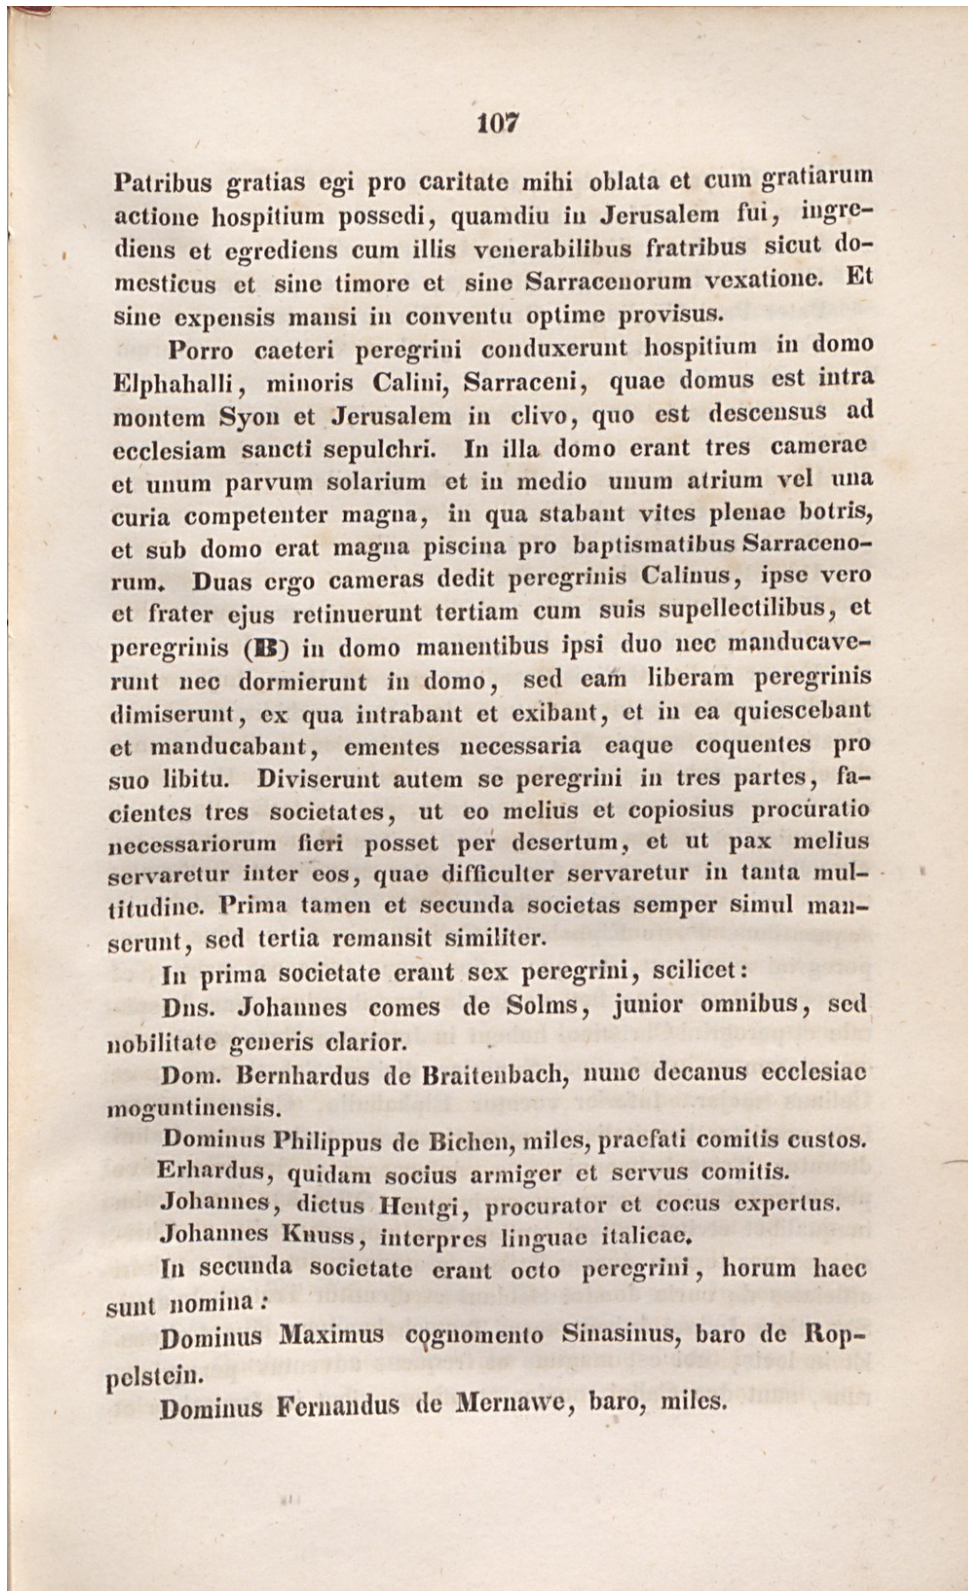 107
Patribus gratias egi pro caritate mihi oblata et cum gratiarum
actione hospitium possedi, quamdiu in Jerusalem fui, ingre-
diens et egrediens cum illis venerabilibus fratribus sicut do-
mesticus et sine timore et sine Sarracenorum vexatione. Et
sine expensis mansi in conventu optime provisus.
Porro caeteri peregrini conduxerunt hospitium in domo
Elphahalli, minoris Calini, Sarraceni, quae domus est intra
montem Syon et Jerusalem in clivo, quo est descensus ad
ecclesiam sancti sepulchri. In illa domo erant tres camerae
et unum parvum solarium et in medio unum atrium vel una
curia competenter magna, in qua stabant vites plenae botris,
et sub domo erat magna piscina pro baptismatibus Sarraceno-
rum. Duas ergo cameras dedit peregrinis Calinus, ipse vero
et frater ejus retinuerunt tertiam cum suis supellectilibus, et
peregrinis (B) in domo manentibus ipsi duo nec manducave-
runt nec dormierunt in domo, sed eam liberam peregrinis
dimiserunt, ex qua intrabant et exibant, et in ea quiescebant
et manducabant, ementes necessaria eaque coquentes pro
suo libitu. Diviserunt autem se peregrini in tres partes, fa-
cientes tres societates, ut eo melius et copiosius procuratio
necessariorum fieri posset per desertum, et ut pax melius
servaretur inter eos, quae difficulter servaretur in tanta mul-
titudine. Prima tamen et secunda societas semper simul man-
serunt, sed tertia remansit similiter.
In prima societate erant sex peregrini, scilicet:
Dns. Johannes comes de Solms, junior omnibus, sed
nobilitate generis clarior.
Dom. Bernhardus de Braitenbach, nunc decanus ecclesiae
moguntinensis.
Dominus Philippus de Bichen, miles, praefati comitis custos.
Erhardus, quidam socius armiger et servus comitis.
Johannes, dictus Hentgi, procurator et cocus expertus.
Johannes Knuss, interpres linguae italicae.
In secunda societate erant octo peregrini, horum haec
sunt nomina:
Dominus Maximus cognomento Sinasinus, baro de Rop-
pelstein.
Dominus Fernandus de Mernawe, baro, miles.